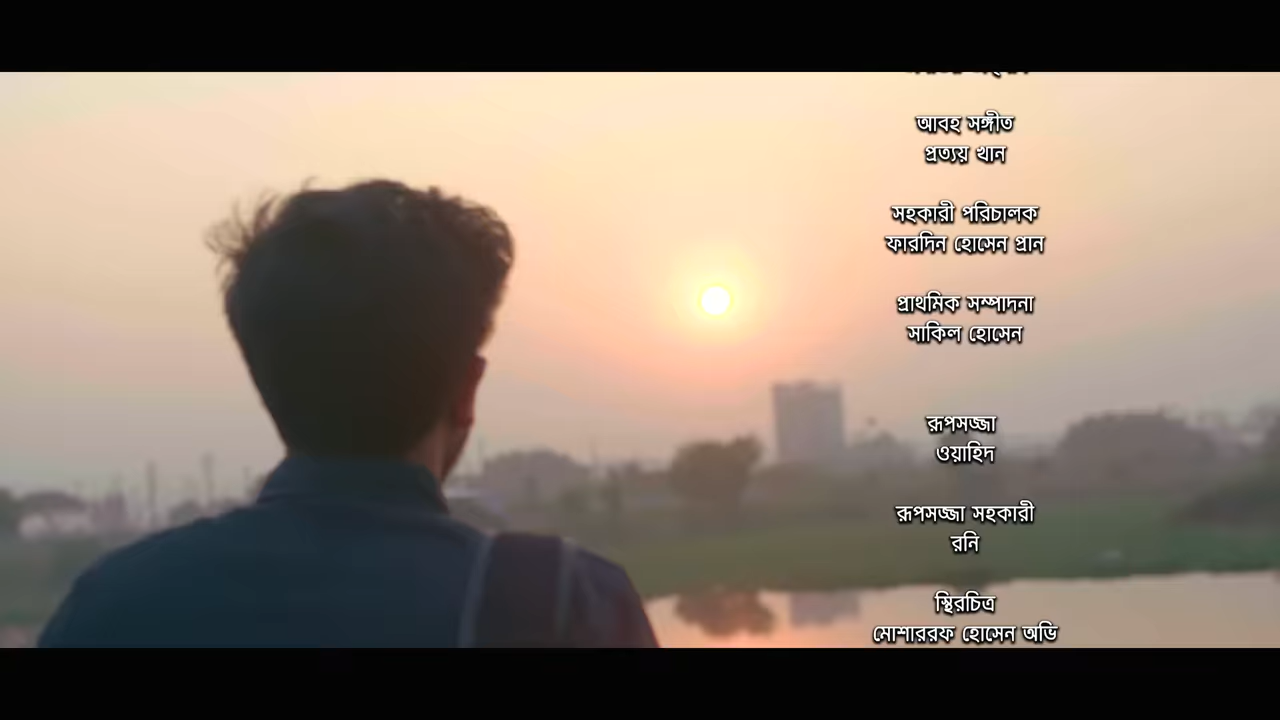 আবহ সঙ্গীত
প্রত্যয় খান
সহকারী পরিচালক
ফারদিন হোসেন প্রান
প্রাথমিক সম্পাদনা
সাকিল হোসেন
রূপসজ্জা
ওয়াহিদ
রূপসজ্জা সহকারী
রনি
স্থিরচিত্র
মোশাররফ হোসেন অভি